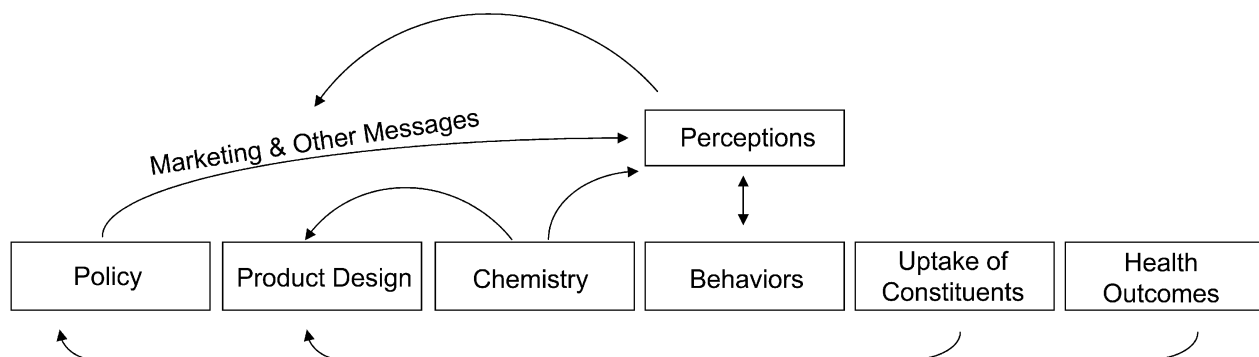 Marketing & Other Messages
Perceptions
Policy
Product Design
Chemistry
Behaviors
Uptake of
Constituents
Health
Outcomes